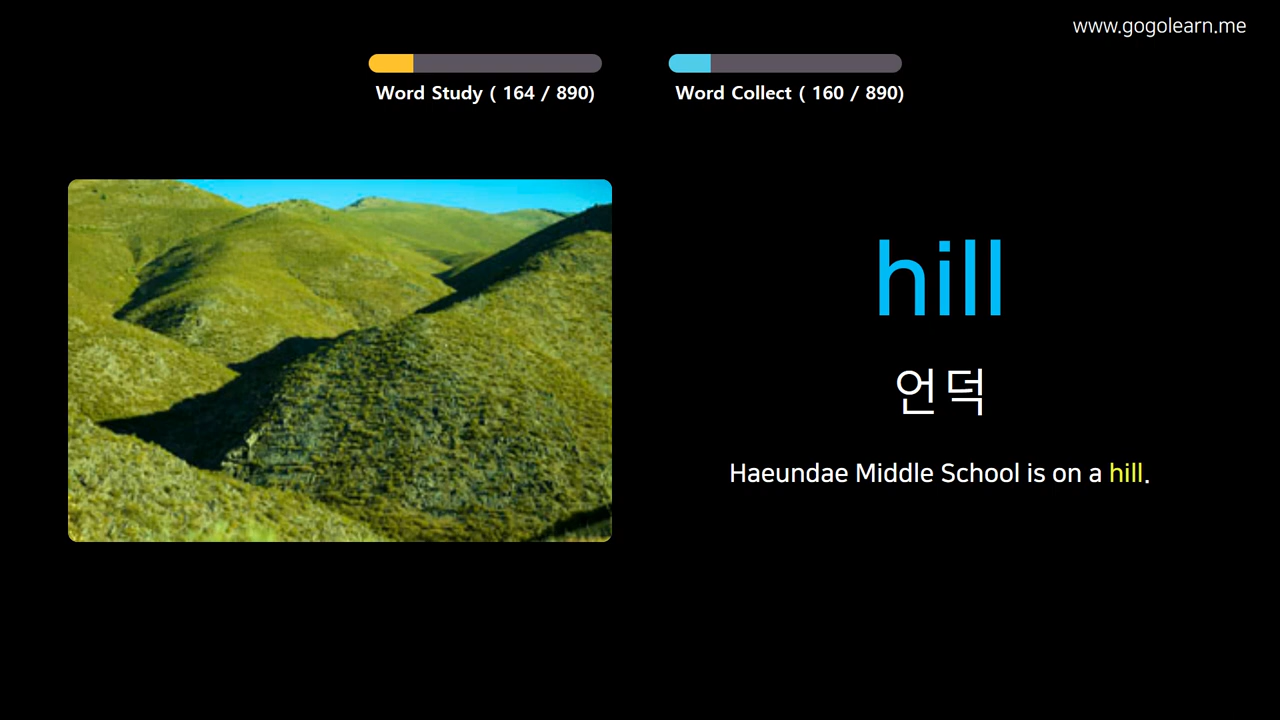 www.gogolearn.me
Word Study ( 164 / 890)
Word Collect ( 160 / 890)
hill
언덕
Haeundae Middle School is on a hill.